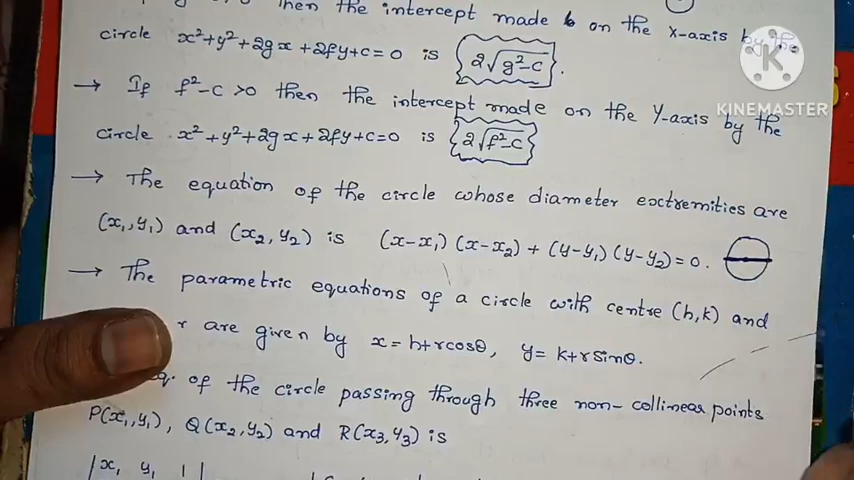 then the intercept made on the X-axis by the
circle x²+y²+2gx+2fy+c=0 is 2√g²-c.
→ If f²-c >0 then the intercept made on the Y-axis by the
circle x²+y²+2gx+2fy+c=0 is 2√f²-c
→ The equation of the circle whose diameter extremities are
(x₁,y₁) and (x₂,y₂) is (x-x₁)(x-x₂)+(y-y₁)(y-y₂)=0.
→ The parametric equations of a circle with centre (h,k) and
r are given by x=h+rcosθ, y=k+rsinθ.
eq. of the circle passing through three non-collinear points
P(x₁,y₁), Q(x₂,y₂) and R(x₃,y₃) is
|x₁ y₁ 1|
KINEMASTER